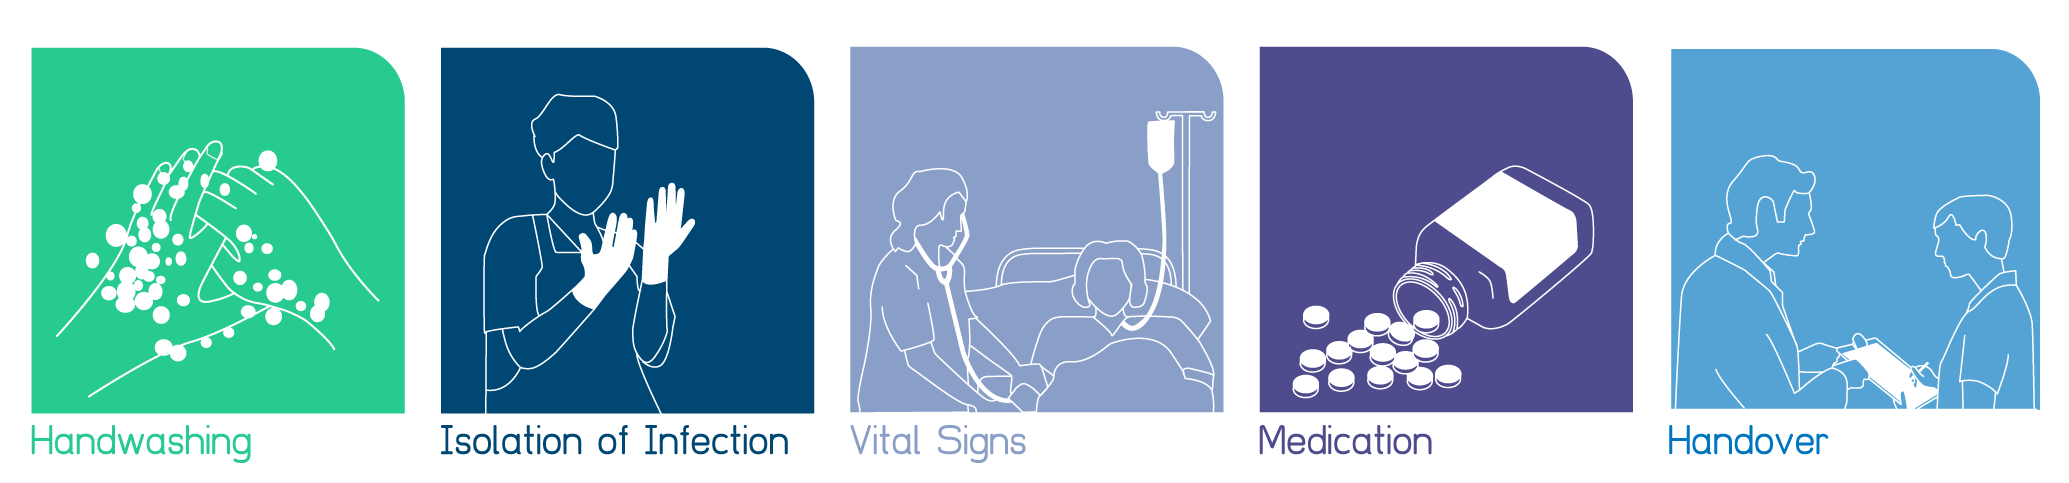 Handwashing
Isolation of Infection
Vital Signs
Medication
Handover